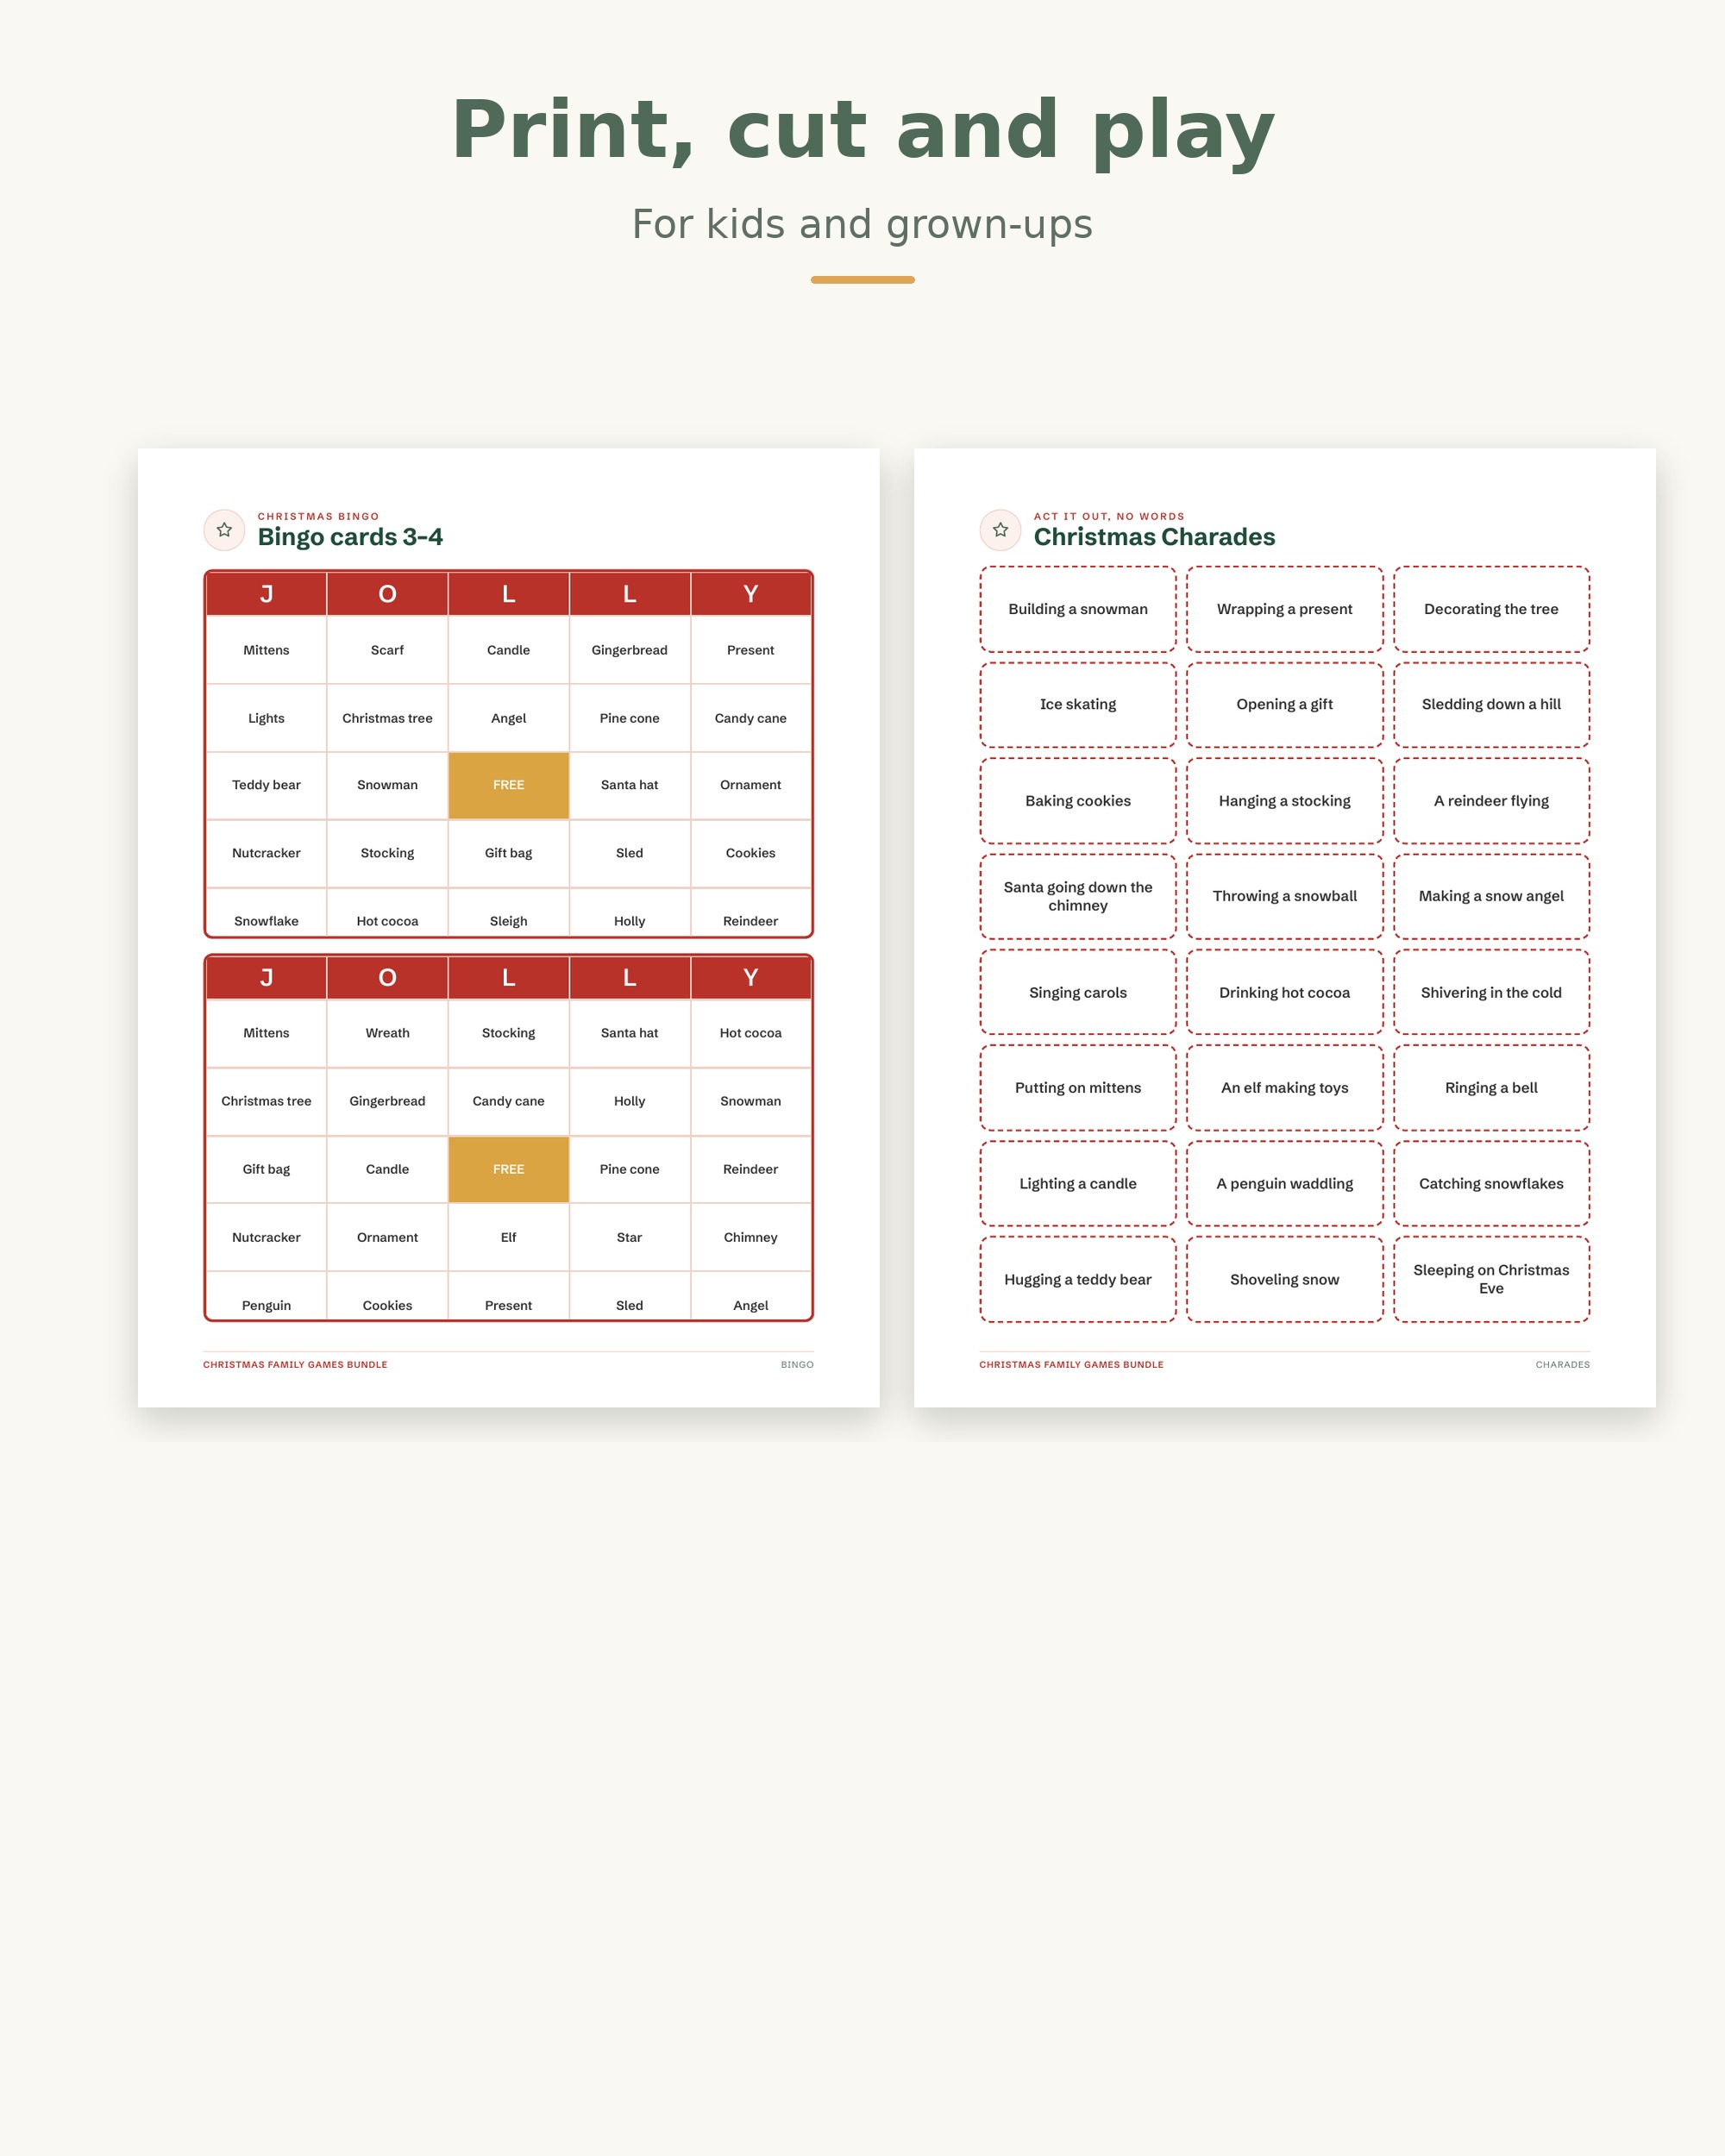 Print, cut and play
For kids and grown-ups
CHRISTMAS BINGO
Bingo cards 3-4
J O L L Y
Mittens Scarf Candle Gingerbread Present
Lights Christmas tree Angel Pine cone Candy cane
Teddy bear Snowman FREE Santa hat Ornament
Nutcracker Stocking Gift bag Sled Cookies
Snowflake Hot cocoa Sleigh Holly Reindeer
J O L L Y
Mittens Wreath Stocking Santa hat Hot cocoa
Christmas tree Gingerbread Candy cane Holly Snowman
Gift bag Candle FREE Pine cone Reindeer
Nutcracker Ornament Elf Star Chimney
Penguin Cookies Present Sled Angel
CHRISTMAS FAMILY GAMES BUNDLE BINGO
ACT IT OUT, NO WORDS
Christmas Charades
Building a snowman Wrapping a present Decorating the tree
Ice skating Opening a gift Sledding down a hill
Baking cookies Hanging a stocking A reindeer flying
Santa going down the
chimney Throwing a snowball Making a snow angel
Singing carols Drinking hot cocoa Shivering in the cold
Putting on mittens An elf making toys Ringing a bell
Lighting a candle A penguin waddling Catching snowflakes
Hugging a teddy bear Shoveling snow Sleeping on Christmas
Eve
CHRISTMAS FAMILY GAMES BUNDLE CHARADES